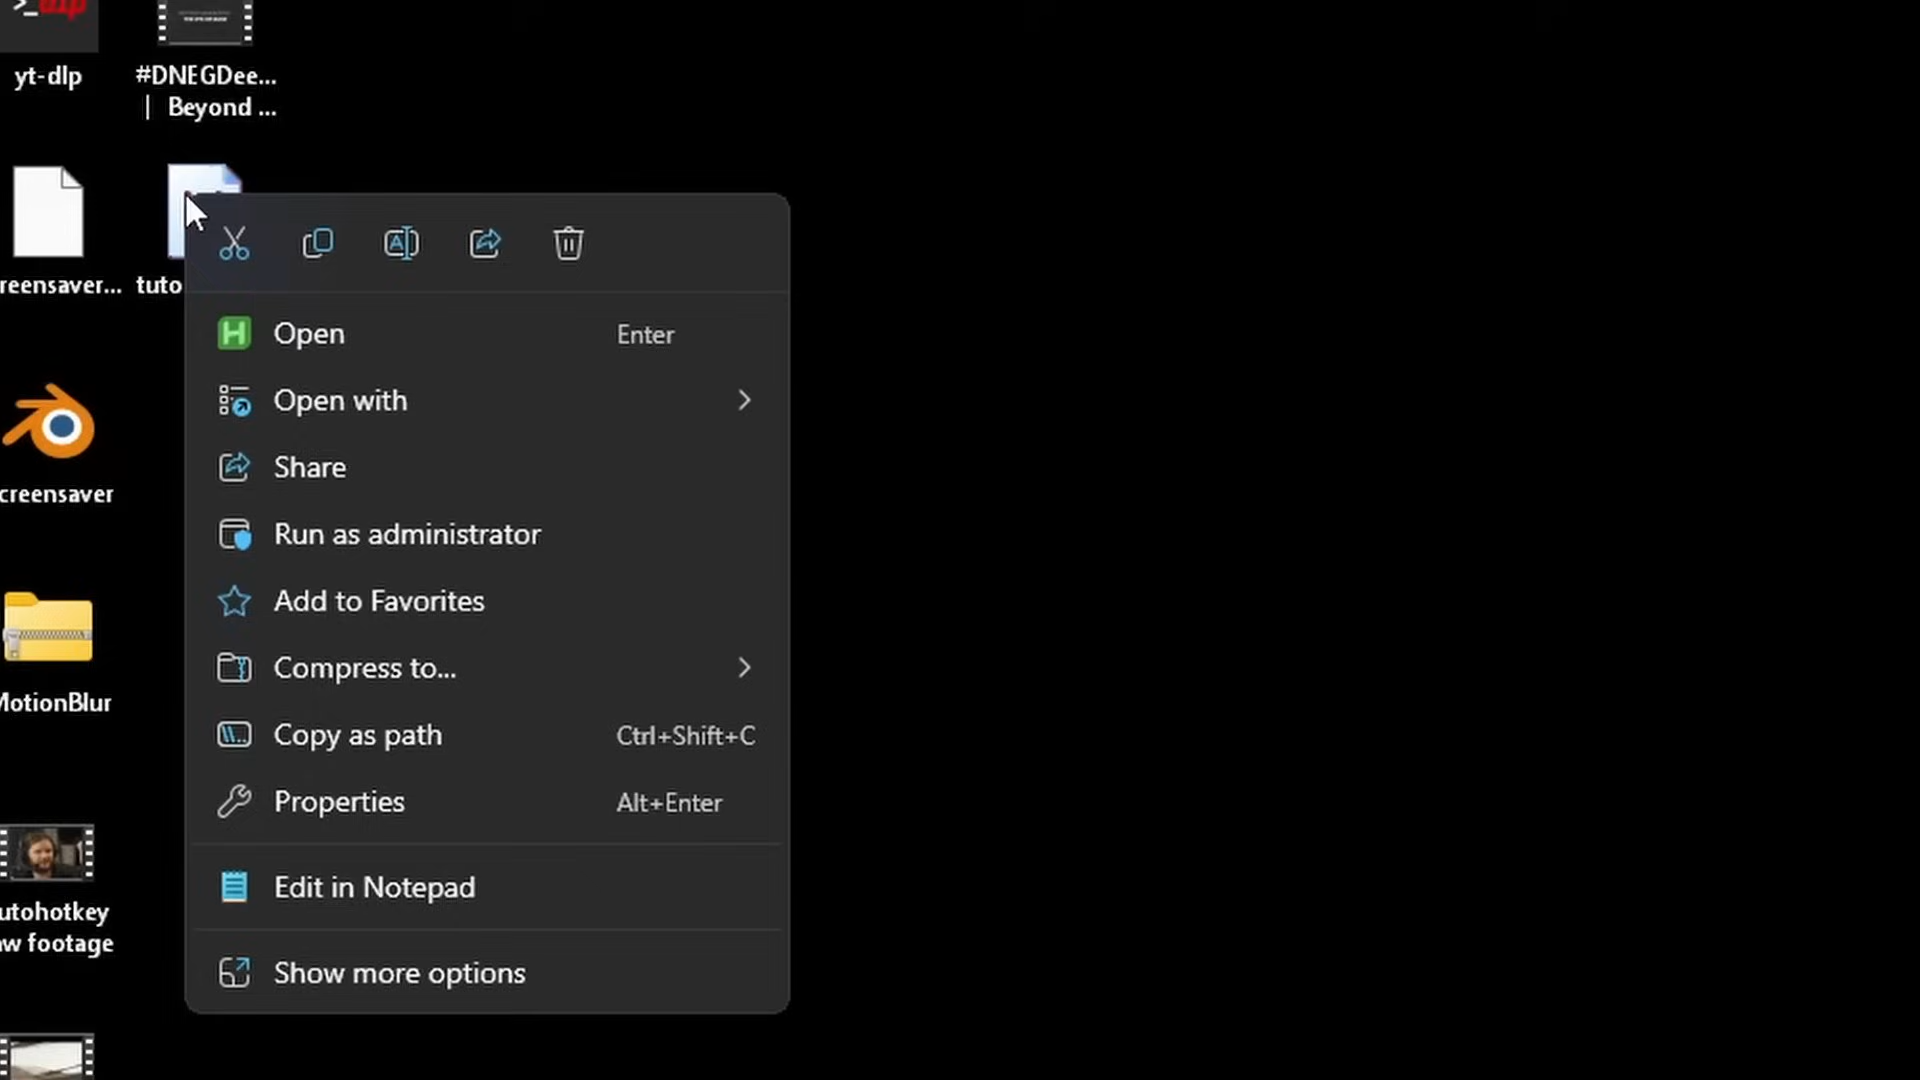 yt-dlp
#DNEGDee...
| Beyond ...
reensaver...
tuto
creensaver
MotionBlur
utohotkey
aw footage
Open Enter
Open with
Share
Run as administrator
Add to Favorites
Compress to...
Copy as path Ctrl+Shift+C
Properties Alt+Enter
Edit in Notepad
Show more options